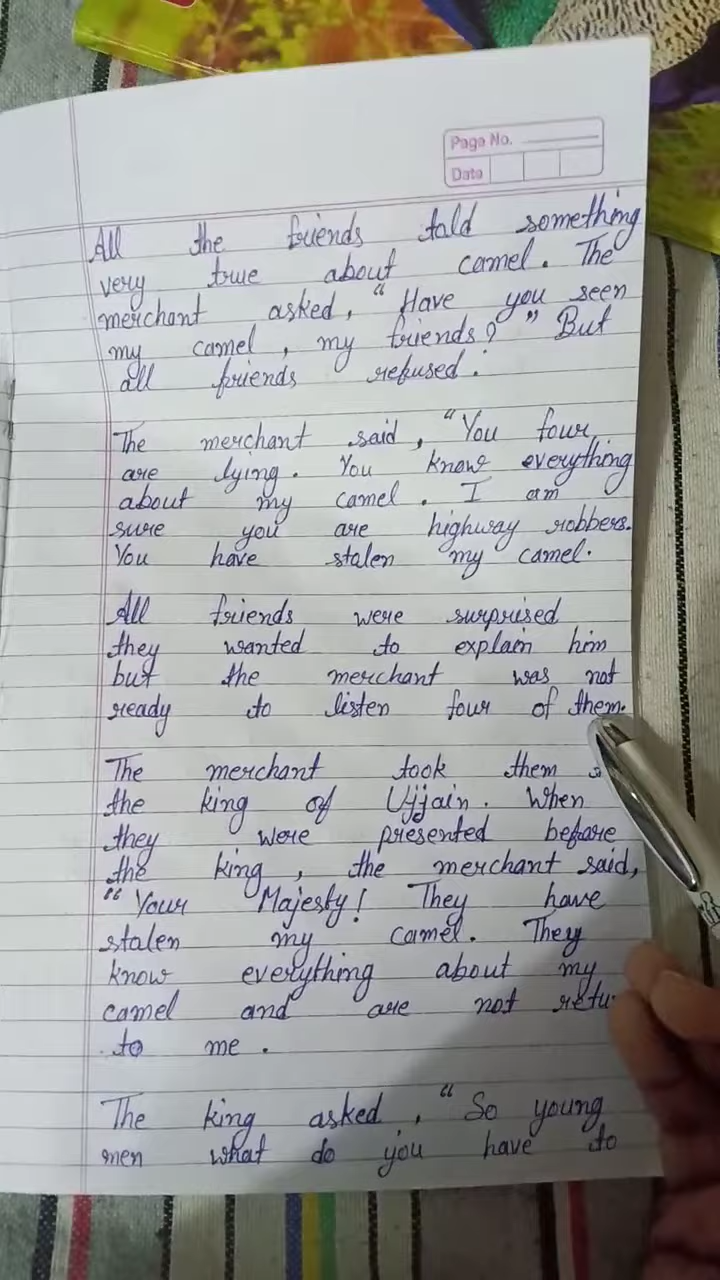 Page No.
Date
All the friends told something
very true about camel. The
merchant asked, "Have you seen
my camel, my friends?" But
all friends refused.
The merchant said, "You four
are lying. You know everything
about my camel. I am
sure you are highway robbers.
You have stolen my camel.
All friends were surprised
they wanted to explain him
but the merchant was not
ready to listen four of them.
The merchant took them
the king of Ujjain. When
they were presented before
the king, the merchant said,
"Your Majesty! They have
stolen my camel. They
know everything about my
camel and are not
to me.
The king asked, "So young
men what do you have to